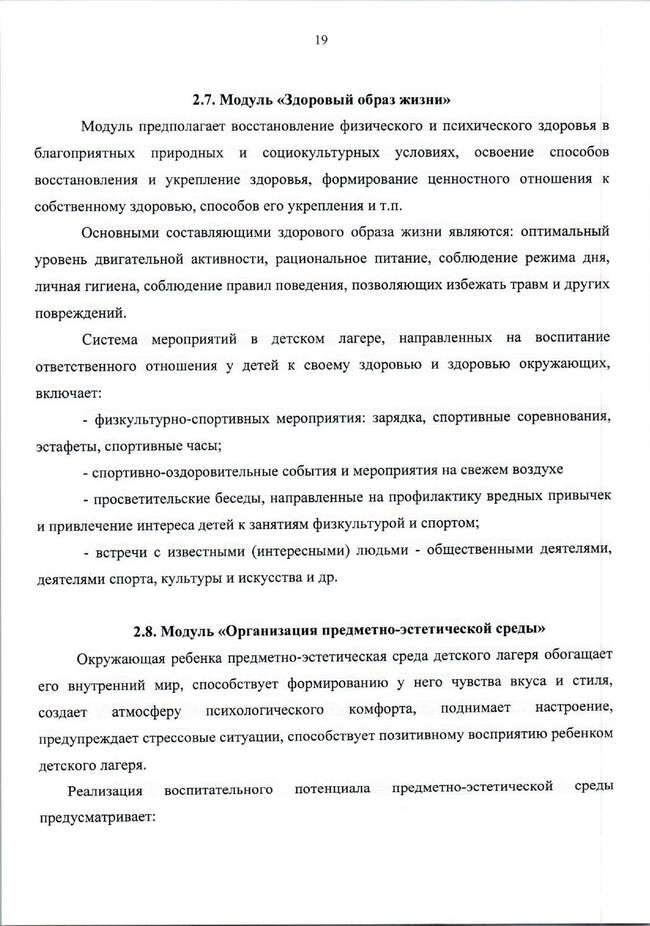 19
2.7. Модуль «Здоровый образ жизни»
Модуль предполагает восстановление физического и психического здоровья в
благоприятных природных и социокультурных условиях, освоение способов
восстановления и укрепление здоровья, формирование ценностного отношения к
собственному здоровью, способов его укрепления и т.п.
Основными составляющими здорового образа жизни являются: оптимальный
уровень двигательной активности, рациональное питание, соблюдение режима дня,
личная гигиена, соблюдение правил поведения, позволяющих избежать травм и других
повреждений.
Система мероприятий в детском лагере, направленных на воспитание
ответственного отношения у детей к своему здоровью и здоровью окружающих,
включает:
- физкультурно-спортивных мероприятия: зарядка, спортивные соревнования,
эстафеты, спортивные часы;
- спортивно-оздоровительные события и мероприятия на свежем воздухе
- просветительские беседы, направленные на профилактику вредных привычек
и привлечение интереса детей к занятиям физкультурой и спортом;
- встречи с известными (интересными) людьми - общественными деятелями,
деятелями спорта, культуры и искусства и др.
2.8. Модуль «Организация предметно-эстетической среды»
Окружающая ребенка предметно-эстетическая среда детского лагеря обогащает
его внутренний мир, способствует формированию у него чувства вкуса и стиля,
создает атмосферу психологического комфорта, поднимает настроение,
предупреждает стрессовые ситуации, способствует позитивному восприятию ребенком
детского лагеря.
Реализация воспитательного потенциала предметно-эстетической среды
предусматривает: